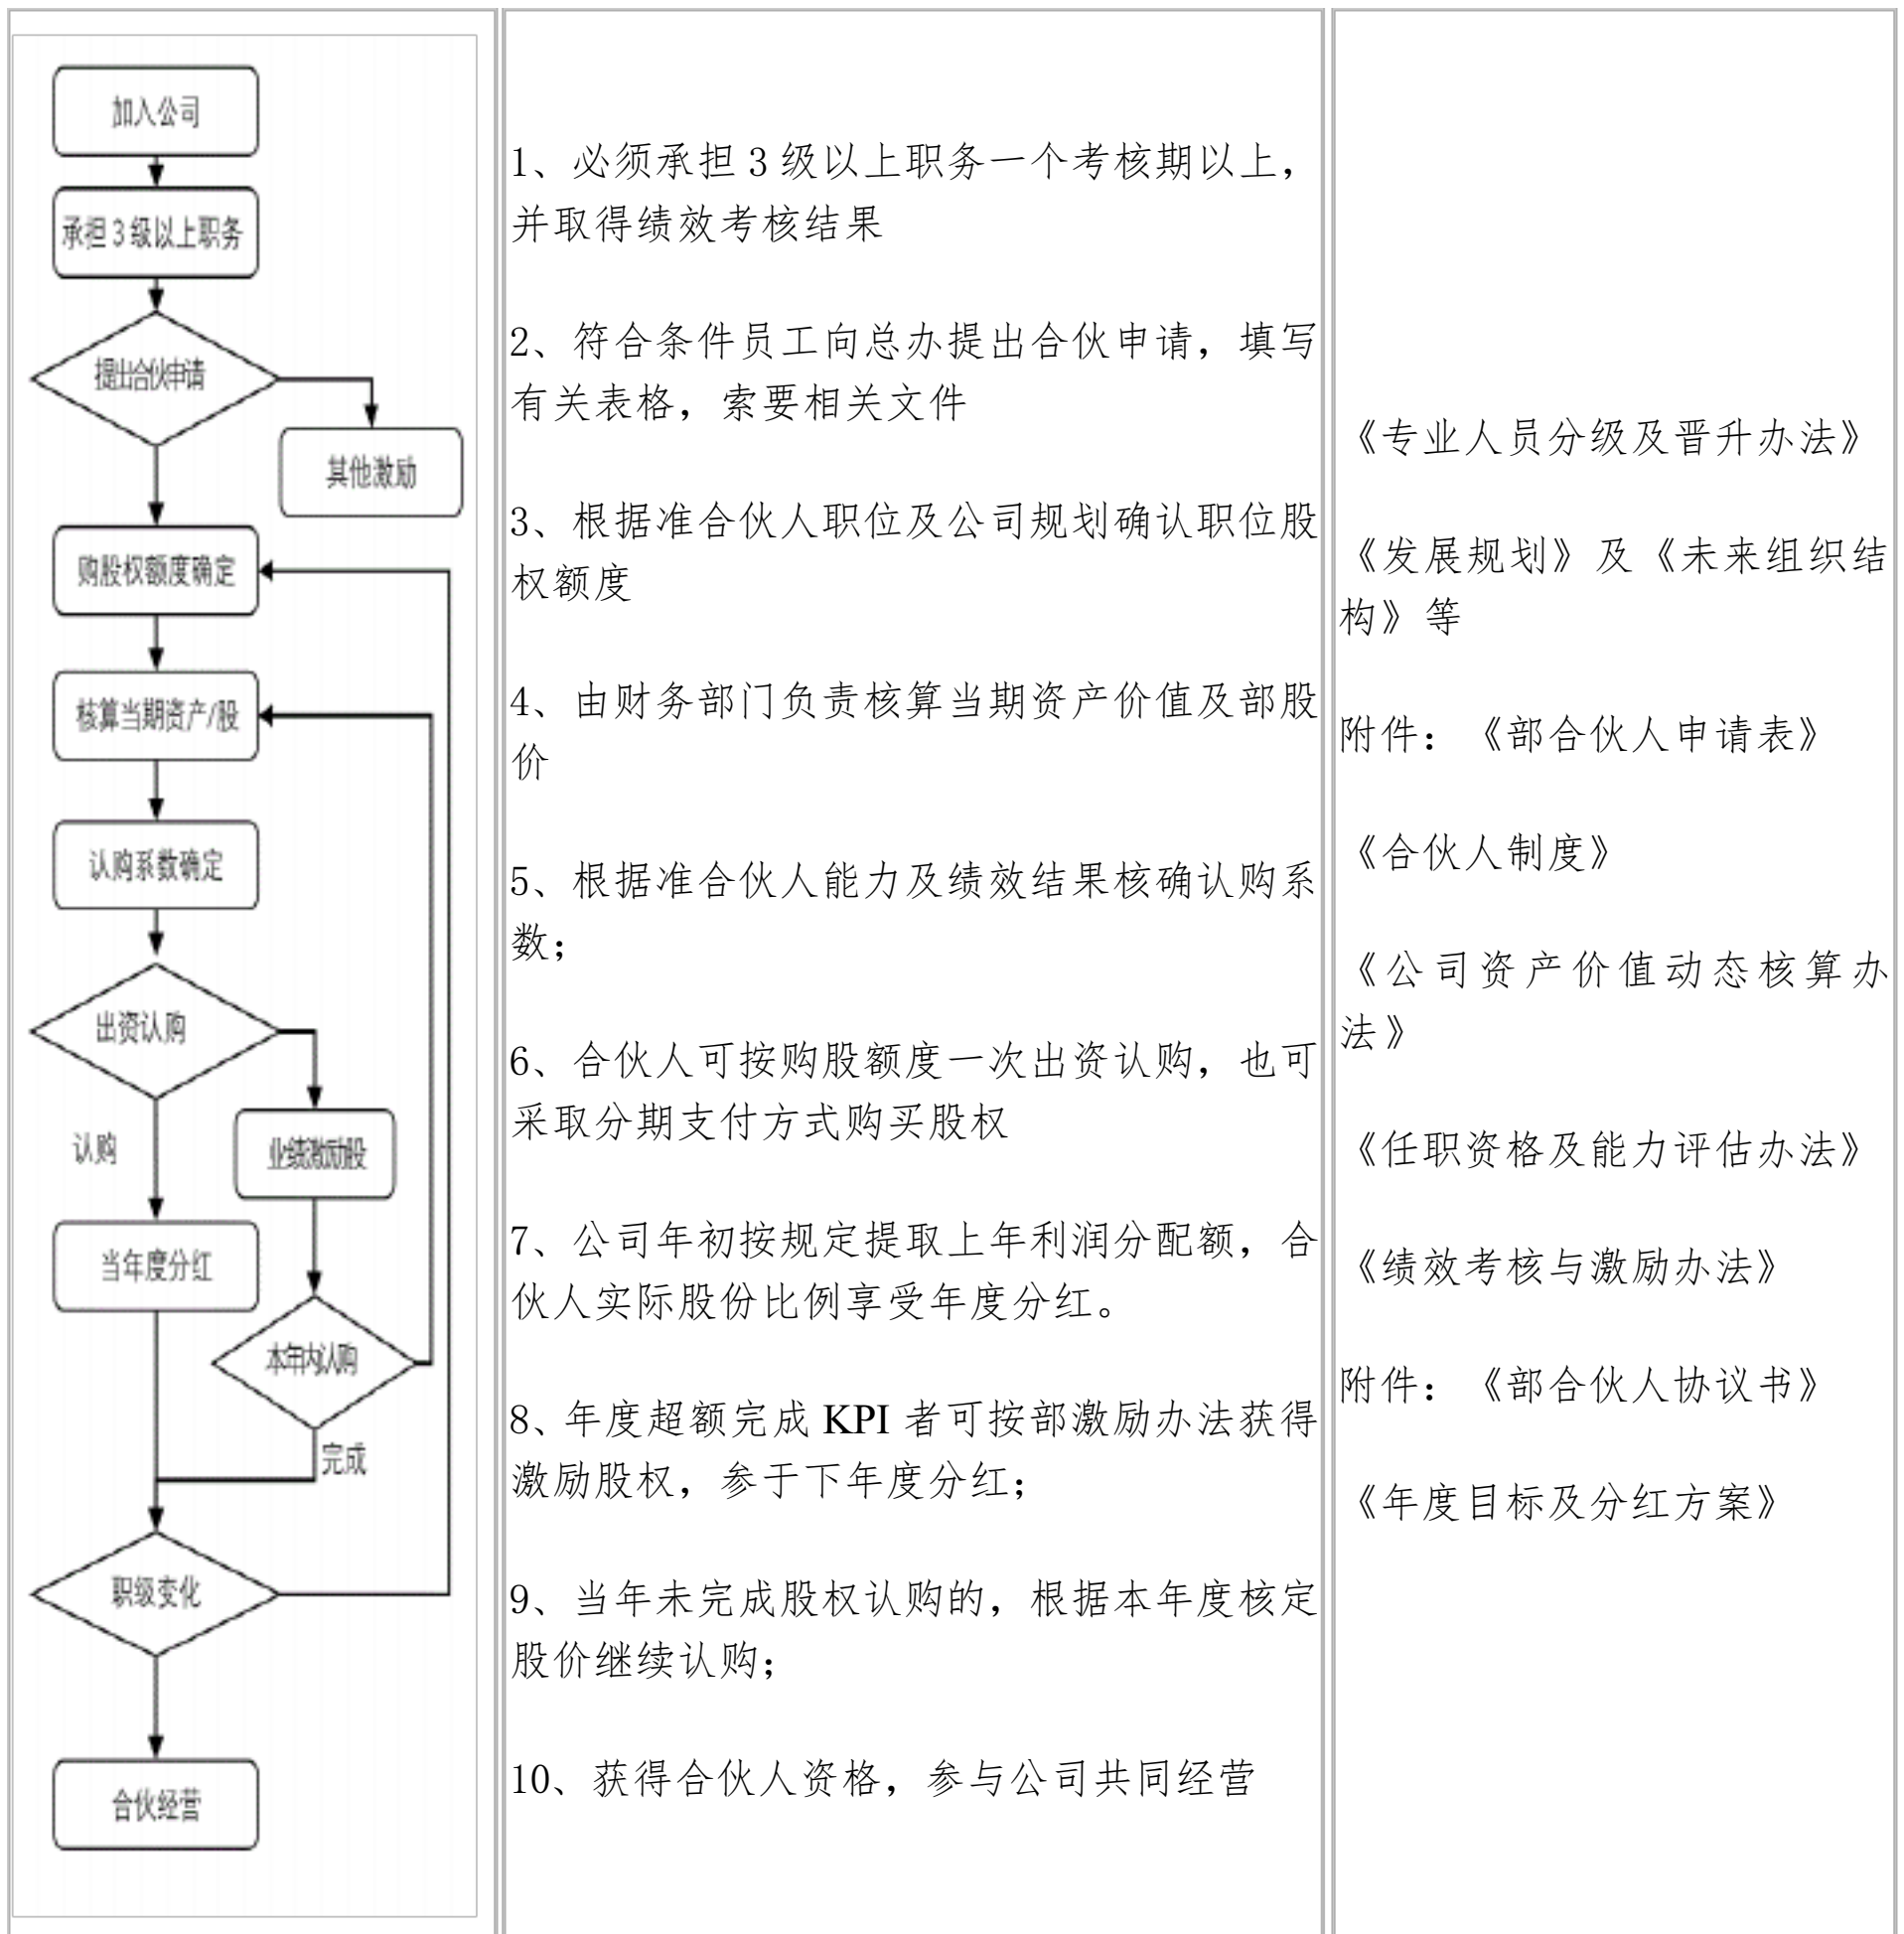 加入公司
承担3级以上职务
提出合伙申请
其他激励
购股权额度确定
核算当期资产/股
认购系数确定
出资认购
认购
业绩激励股
当年度分红
本年内认购
完成
职级变化
合伙经营
1、必须承担3级以上职务一个考核期以上，
并取得绩效考核结果
2、符合条件员工向总办提出合伙申请，填写
有关表格，索要相关文件
3、根据准合伙人职位及公司规划确认职位股
权额度
4、由财务部门负责核算当期资产价值及部股
价
5、根据准合伙人能力及绩效结果核确认购系
数；
6、合伙人可按购股额度一次出资认购，也可
采取分期支付方式购买股权
7、公司年初按规定提取上年利润分配额，合
伙人实际股份比例享受年度分红。
8、年度超额完成 KPI 者可按部激励办法获得
激励股权，参于下年度分红；
9、当年未完成股权认购的，根据本年度核定
股价继续认购；
10、获得合伙人资格，参与公司共同经营
《专业人员分级及晋升办法》
《发展规划》及《未来组织结
构》等
附件：《部合伙人申请表》
《合伙人制度》
《公司资产价值动态核算办
法》
《任职资格及能力评估办法》
《绩效考核与激励办法》
附件：《部合伙人协议书》
《年度目标及分红方案》